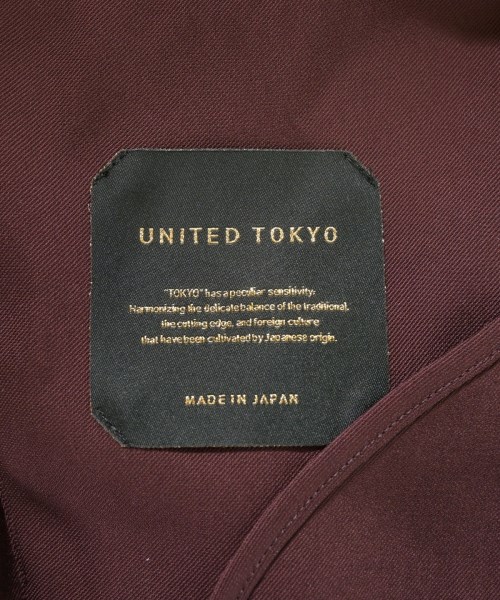 UNITED TOKYO
"TOKYO" has a peculiar sensitivity.
Harmonizing the delicate balance of the traditional,
the cutting edge, and foreign culture
that have been cultivated by Japanese origin.
MADE IN JAPAN